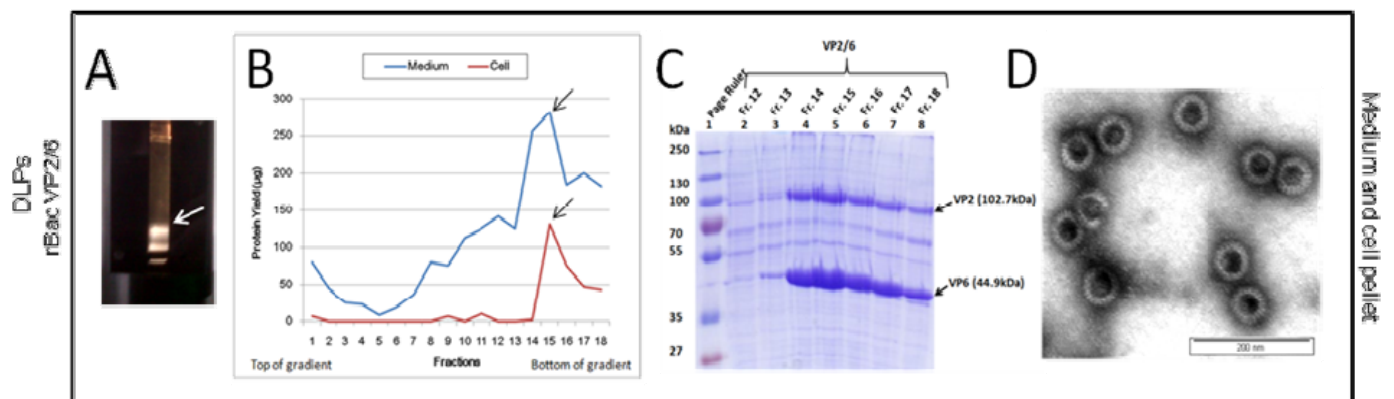 DLPs
rBac VP2/6
A
B
Medium
Cell
Protein Yield (µg)
300
250
200
150
100
50
0
1 2 3 4 5 6 7 8 9 10 11 12 13 14 15 16 17 18
Top of gradient
Fractions
Bottom of gradient
C
VP2/6
Page Ruler
Fr. 12
Fr. 13
Fr. 14
Fr. 15
Fr. 16
Fr. 17
Fr. 18
kDa
1 2 3 4 5 6 7 8
250
130
100
70
55
35
27
VP2 (102.7kDa)
VP6 (44.9kDa)
D
200 nm
Medium and cell pellet